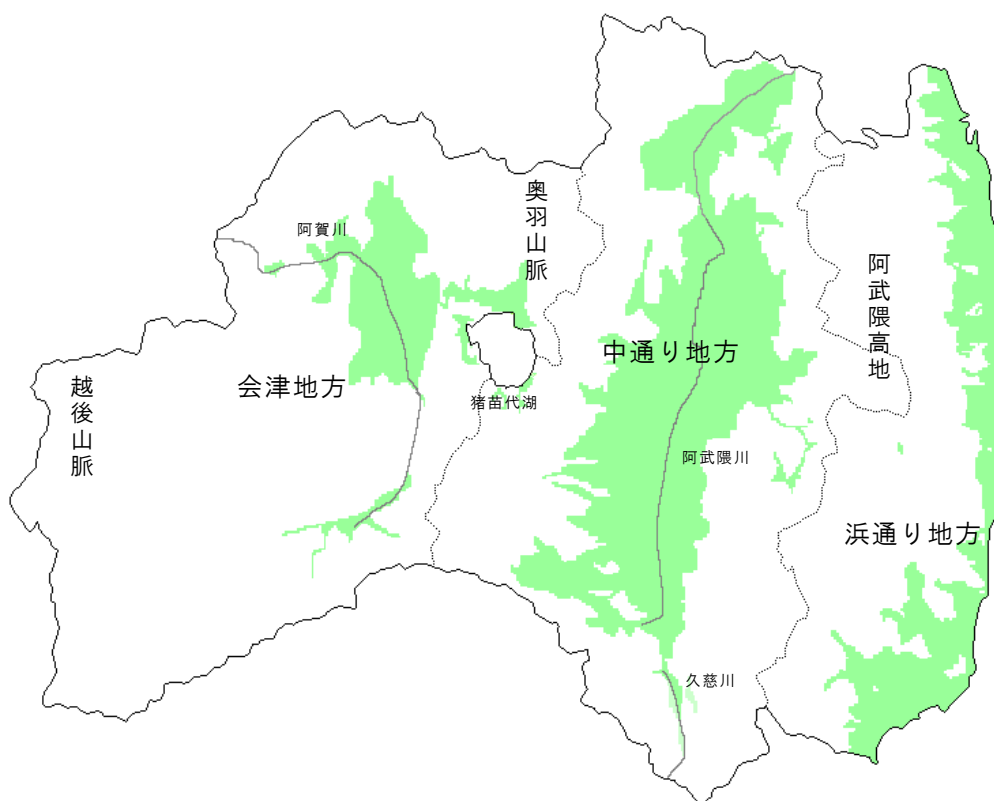 奥羽山脈
阿賀川
阿武隈高地
中通り地方
越後山脈
会津地方
猪苗代湖
阿武隈川
浜通り地方
久慈川